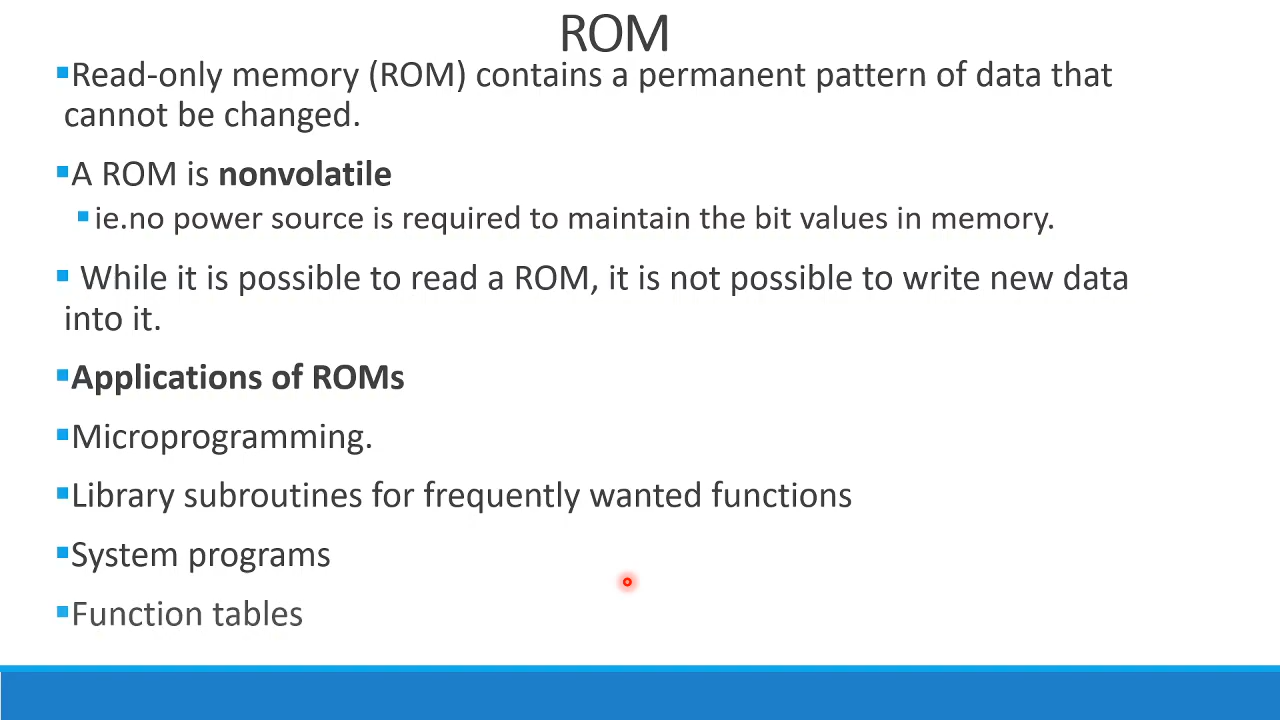 ROM
▪Read-only memory (ROM) contains a permanent pattern of data that
cannot be changed.
▪A ROM is nonvolatile
▪ie.no power source is required to maintain the bit values in memory.
▪ While it is possible to read a ROM, it is not possible to write new data
into it.
▪Applications of ROMs
▪Microprogramming.
▪Library subroutines for frequently wanted functions
▪System programs
▪Function tables